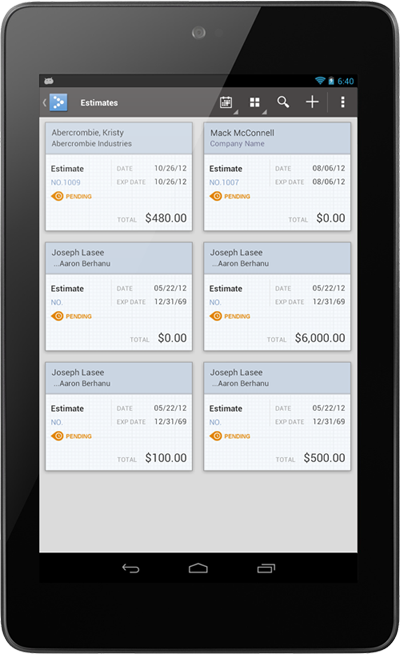 6:40
Estimates
Abercrombie, Kristy
Abercrombie Industries
Estimate DATE 10/26/12
NO.1009 EXP DATE 10/26/12
PENDING
TOTAL $480.00
Mack McConnell
Company Name
Estimate DATE 08/06/12
NO.1007 EXP DATE 08/06/12
PENDING
TOTAL $0.00
Joseph Lasee
...Aaron Berhanu
Estimate DATE 05/22/12
NO. EXP DATE 12/31/69
PENDING
TOTAL $0.00
Joseph Lasee
...Aaron Berhanu
Estimate DATE 05/22/12
NO. EXP DATE 12/31/69
PENDING
TOTAL $6,000.00
Joseph Lasee
...Aaron Berhanu
Estimate DATE 05/22/12
NO. EXP DATE 12/31/69
PENDING
TOTAL $100.00
Joseph Lasee
...Aaron Berhanu
Estimate DATE 05/22/12
NO. EXP DATE 12/31/69
PENDING
TOTAL $500.00